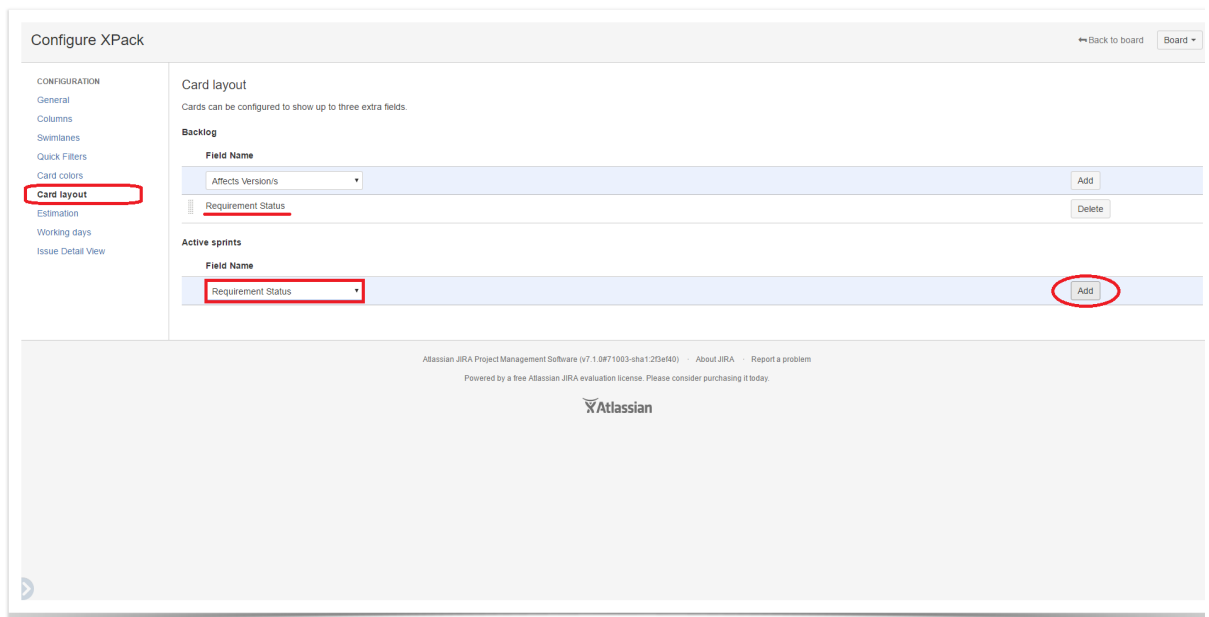 Configure XPack
Back to board
Board
CONFIGURATION
General
Columns
Swimlanes
Quick Filters
Card colors
Card layout
Estimation
Working days
Issue Detail View
Card layout
Cards can be configured to show up to three extra fields.
Backlog
Field Name
Affects Version/s
Add
Requirement Status
Delete
Active sprints
Field Name
Requirement Status
Add
Atlassian JIRA Project Management Software (v7.1.0#71003-sha1:2f3ef40) · About JIRA · Report a problem
Powered by a free Atlassian JIRA evaluation license. Please consider purchasing it today.
Atlassian